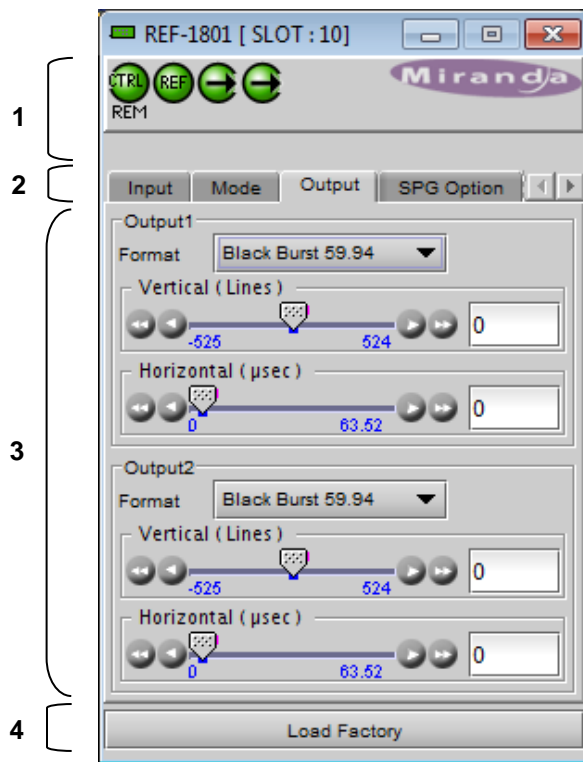 REF-1801 [ SLOT : 10]
CTRL REF
REM
Miranda
1
2
Input Mode Output SPG Option
3
Output1
Format Black Burst 59.94
Vertical ( Lines )
0
-525 524
Horizontal ( µsec )
0
0 63.52
Output2
Format Black Burst 59.94
Vertical ( Lines )
0
-525 524
Horizontal ( µsec )
0
0 63.52
4
Load Factory